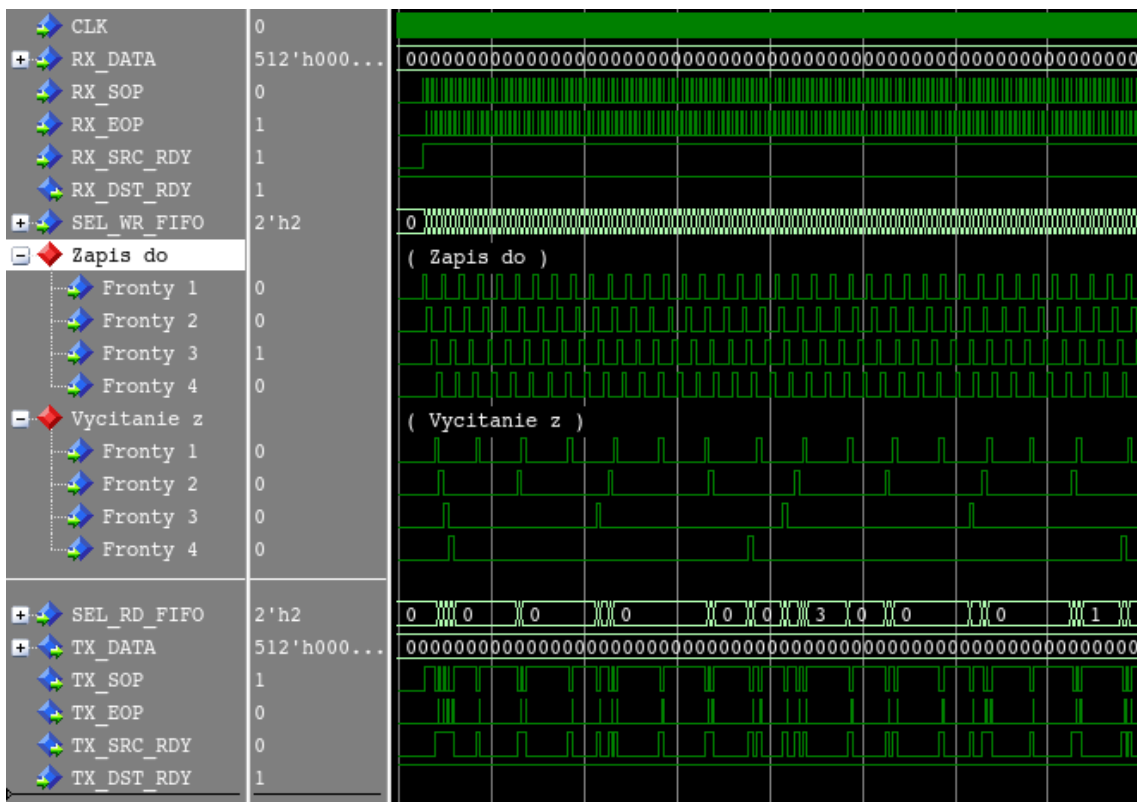 CLK 0
RX_DATA 512'h000... 0000000000000000000000000000000000000000000000000000000000000000
RX_SOP 0
RX_EOP 1
RX_SRC_RDY 1
RX_DST_RDY 1
SEL_WR_FIFO 2'h2 0
Zapis do ( Zapis do )
Fronty 1 0
Fronty 2 0
Fronty 3 1
Fronty 4 0
Vycitanie z ( Vycitanie z )
Fronty 1 0
Fronty 2 0
Fronty 3 0
Fronty 4 0
SEL_RD_FIFO 2'h2 0 0 0 0 0 0 3 0 0 0 1
TX_DATA 512'h000... 0000000000000000000000000000000000000000000000000000000000000000
TX_SOP 1
TX_EOP 0
TX_SRC_RDY 0
TX_DST_RDY 1